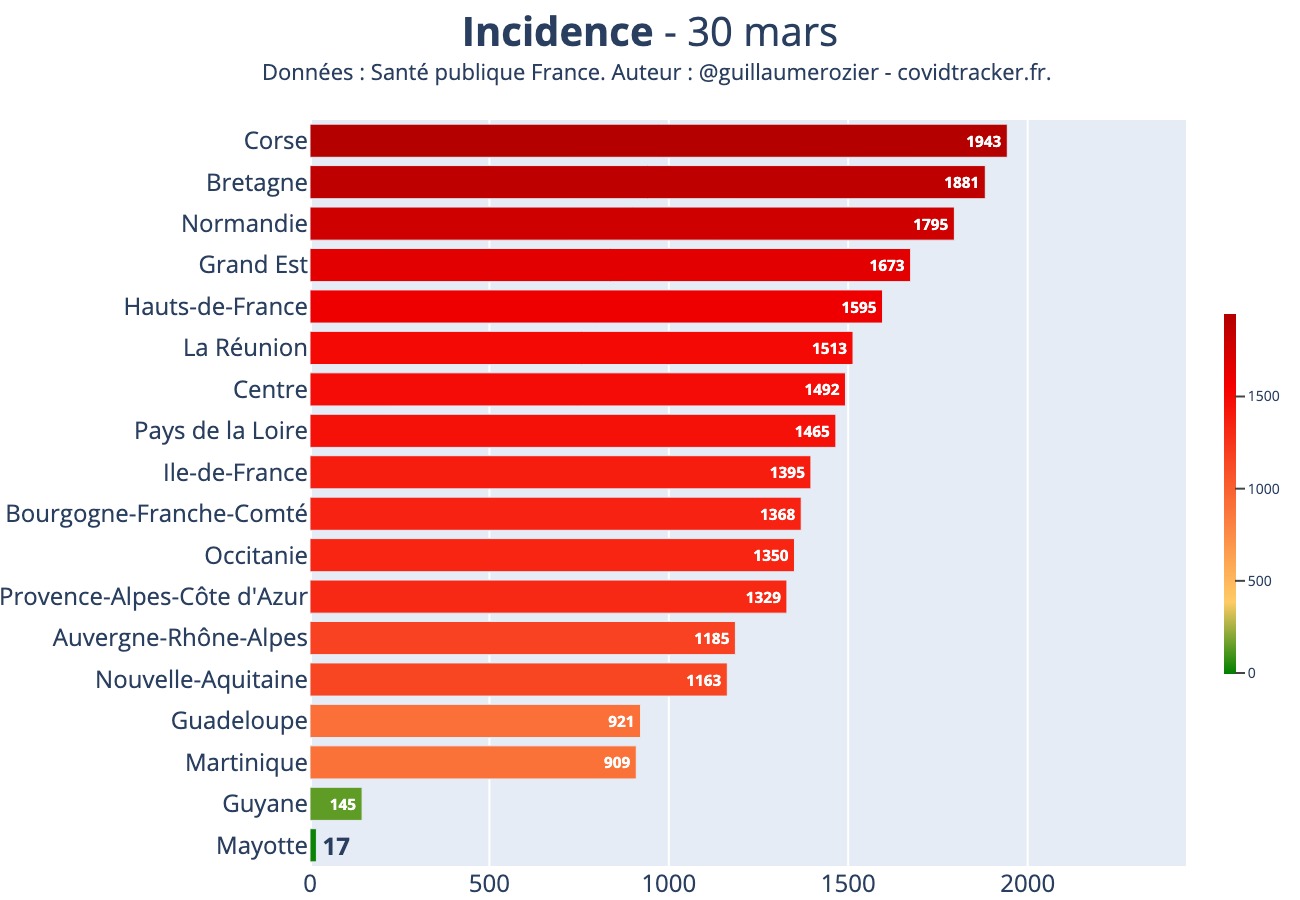 Incidence - 30 mars
Données : Santé publique France. Auteur : @guillaumerozier - covidtracker.fr.
Corse 1943
Bretagne 1881
Normandie 1795
Grand Est 1673
Hauts-de-France 1595
La Réunion 1513
Centre 1492
Pays de la Loire 1465
Ile-de-France 1395
Bourgogne-Franche-Comté 1368
Occitanie 1350
Provence-Alpes-Côte d'Azur 1329
Auvergne-Rhône-Alpes 1185
Nouvelle-Aquitaine 1163
Guadeloupe 921
Martinique 909
Guyane 145
Mayotte 17
0 500 1000 1500 2000
1500
1000
500
0